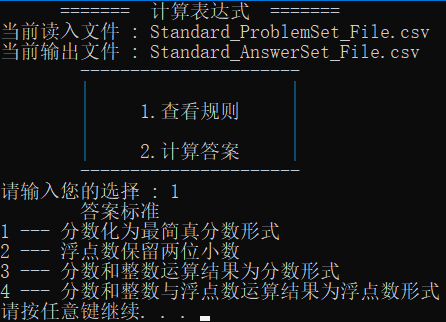 ======= 计算表达式 =======
当前读入文件 : Standard_ProblemSet_File.csv
当前输出文件 : Standard_AnswerSet_File.csv
----------------------
1.查看规则
2.计算答案
----------------------
请输入您的选择 : 1
答案标准
1 --- 分数化为最简真分数形式
2 --- 浮点数保留两位小数
3 --- 分数和整数运算结果为分数形式
4 --- 分数和整数与浮点数运算结果为浮点数形式
请按任意键继续. . .